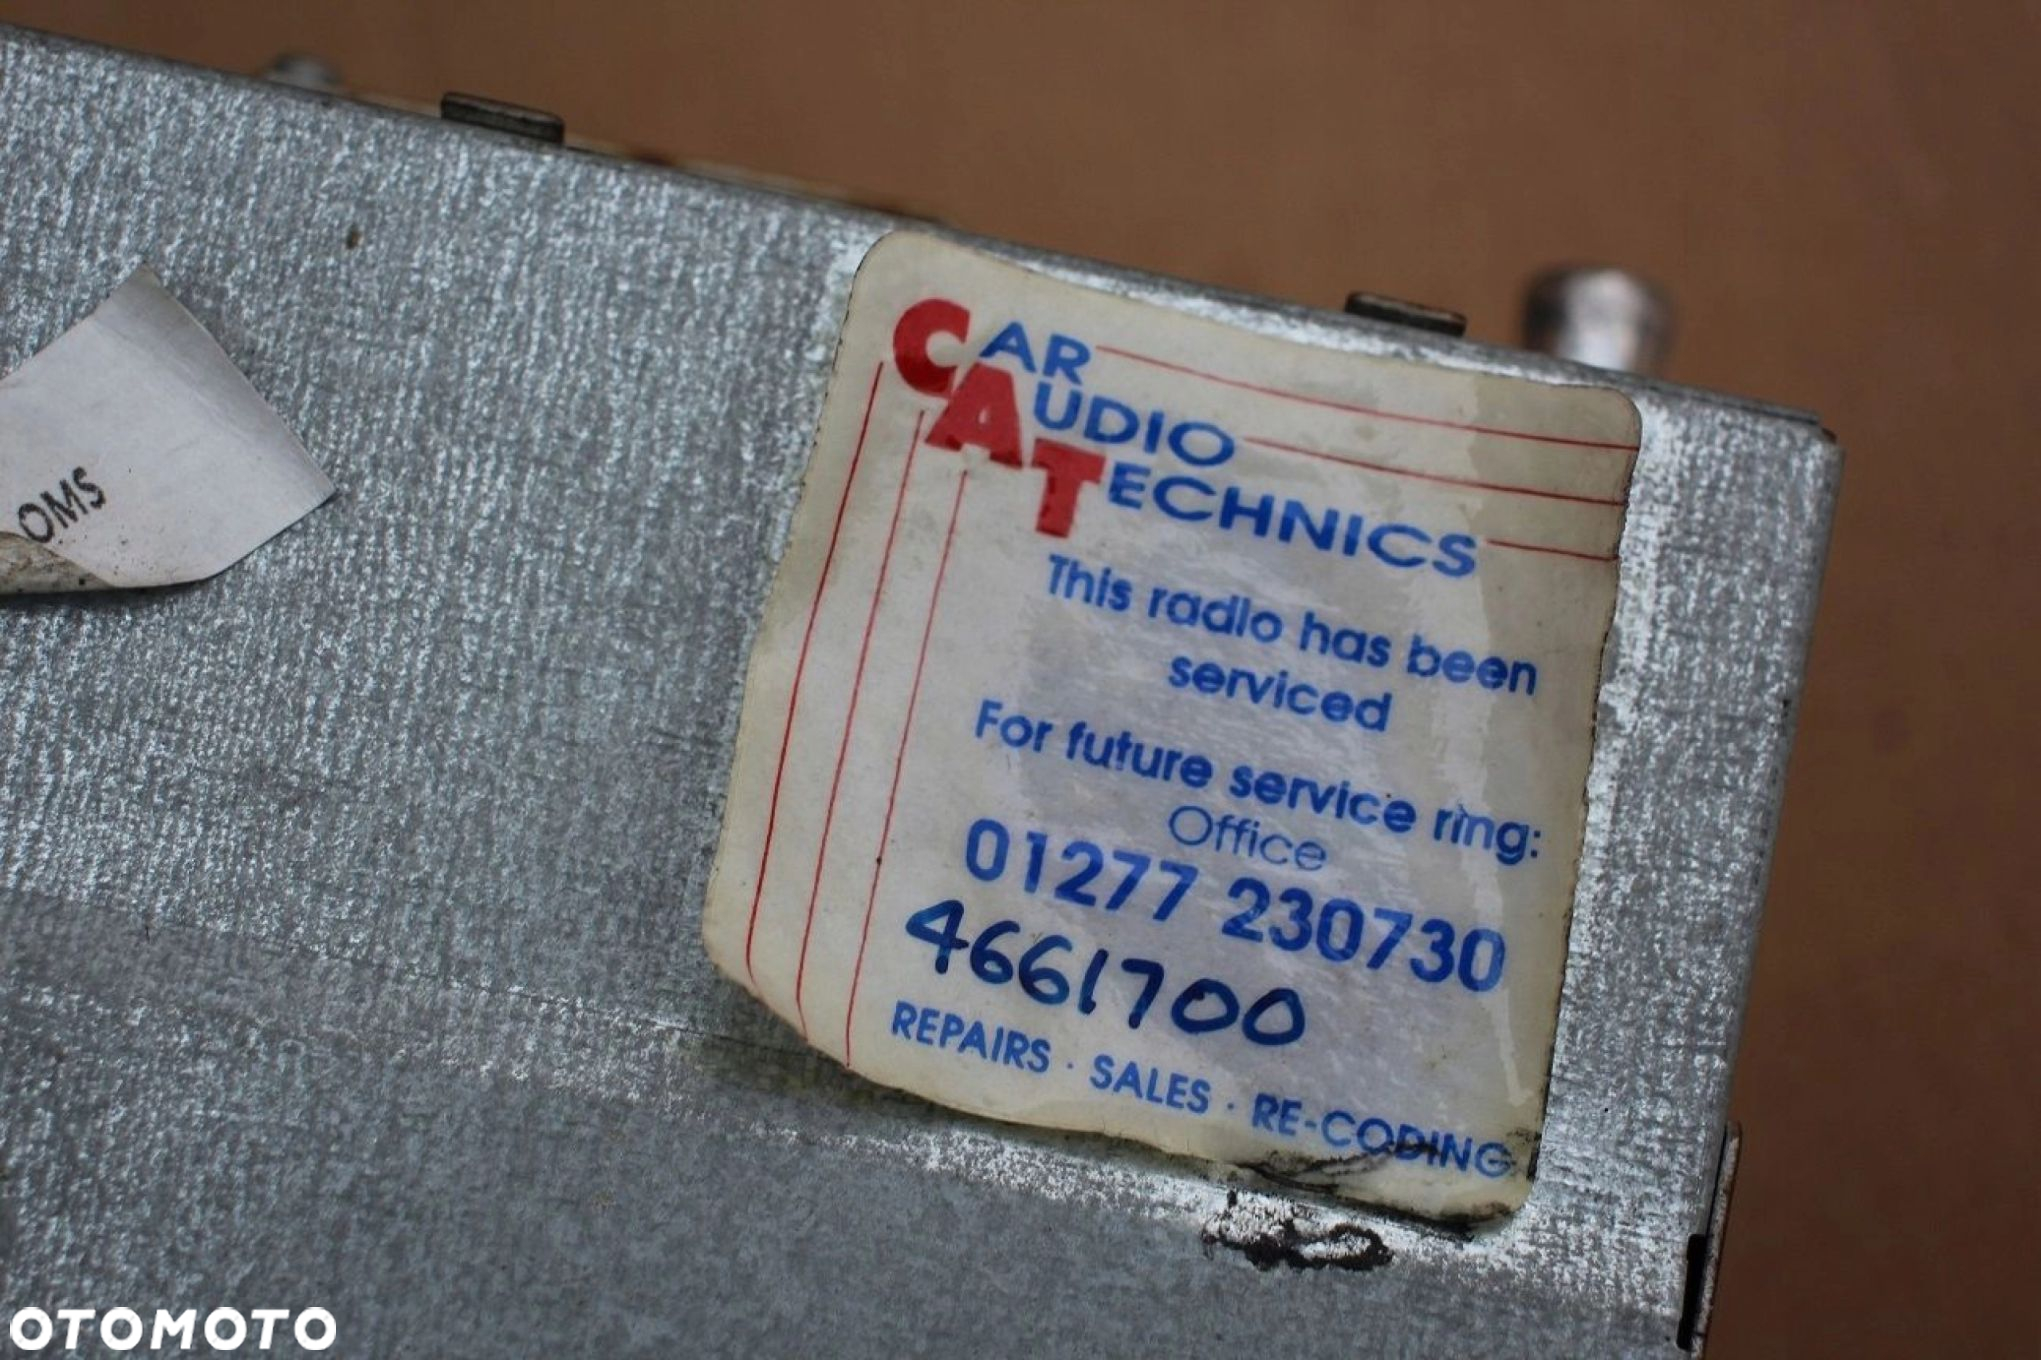 OMS
CAR
AUDIO
TECHNICS
This radio has been
serviced
For future service ring:
Office
01277 230730
4661700
REPAIRS · SALES · RE-CODING
OTOMOTO